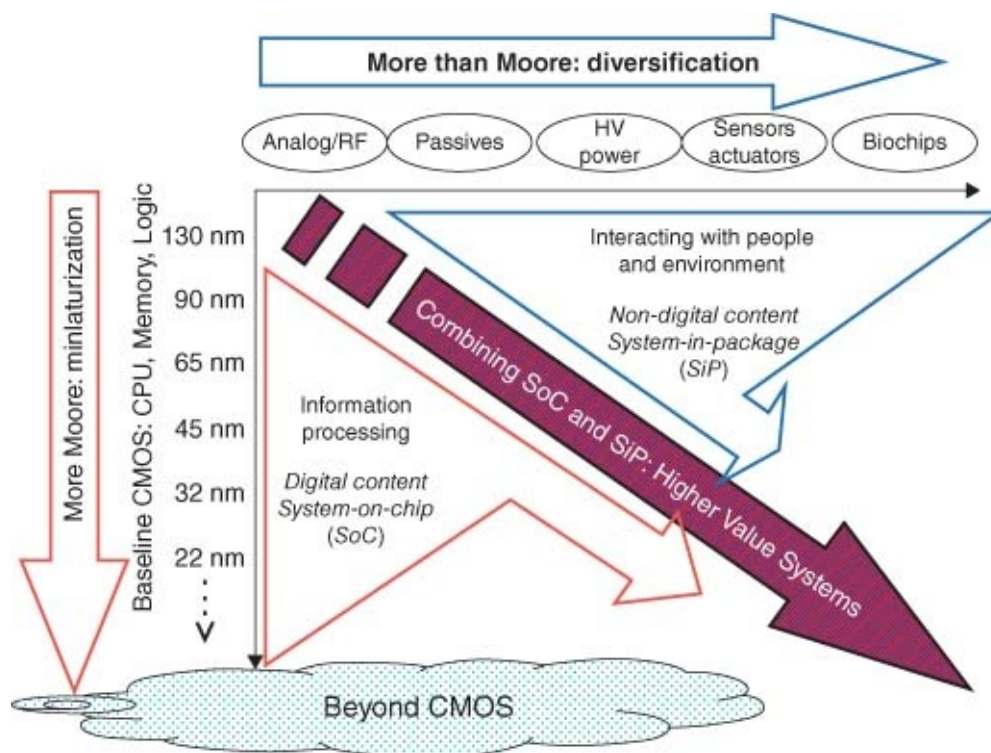 More than Moore: diversification
Analog/RF
Passives
HV
power
Sensors
actuators
Biochips
More Moore: minlaturization
Baseline CMOS: CPU, Memory, Logic
130 nm
90 nm
65 nm
45 nm
32 nm
22 nm
Interacting with people
and environment
Non-digital content
System-in-package
(SiP)
Combining SoC and SiP: Higher Value Systems
Information
processing
Digital content
System-on-chip
(SoC)
Beyond CMOS